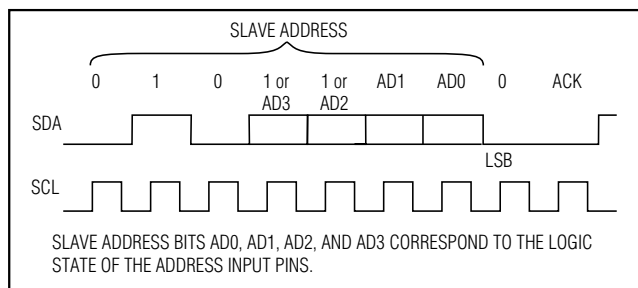 SLAVE ADDRESS
0 1 0 1 or AD3 1 or AD2 AD1 AD0 0 ACK
SDA
LSB
SCL
SLAVE ADDRESS BITS AD0, AD1, AD2, AND AD3 CORRESPOND TO THE LOGIC
STATE OF THE ADDRESS INPUT PINS.